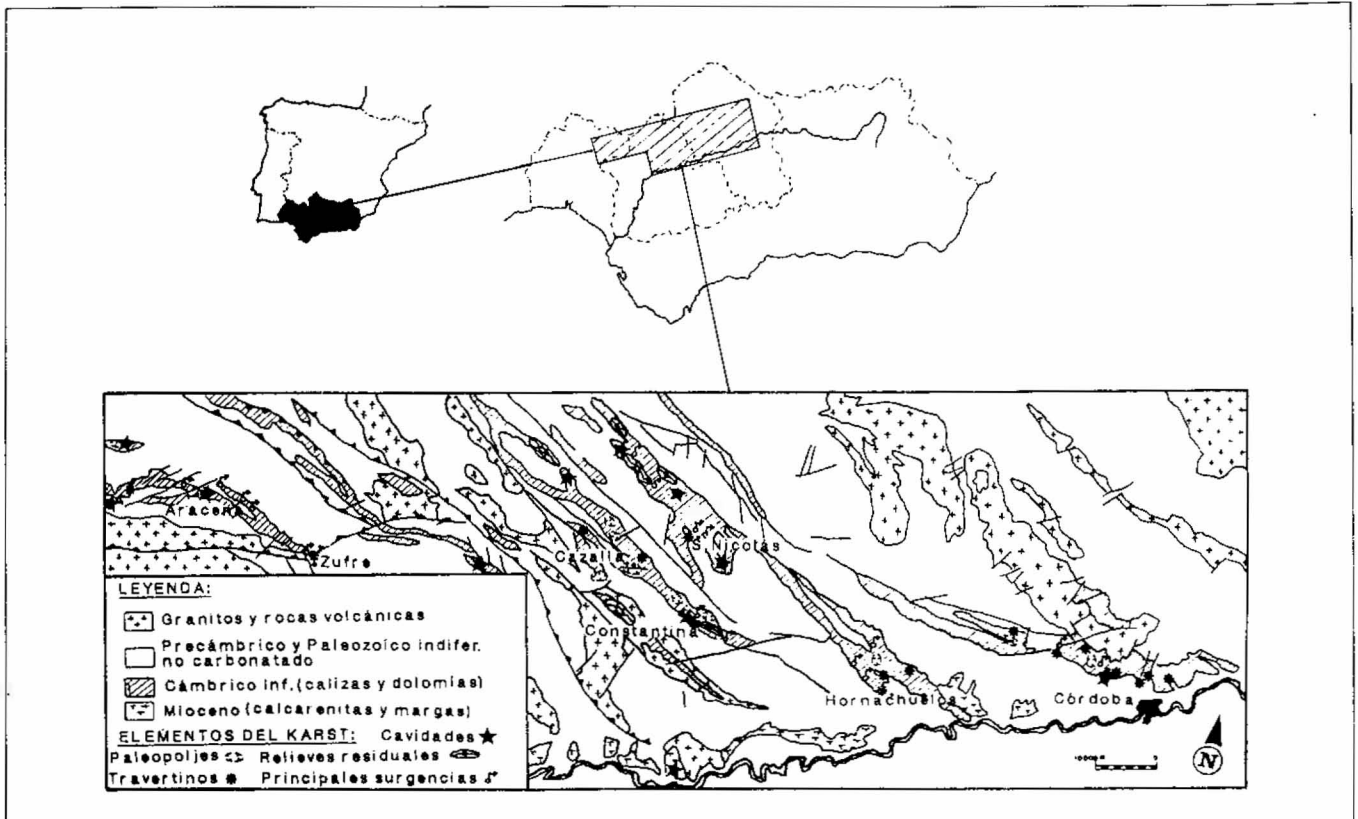 Aracena
Zufre
Cazalla
S. Nicolas
Constantina
Hornachuelos
Córdoba
LEYENDA:
Granitos y rocas volcánicas
Precámbrico y Paleozoico indifer.
no carbonatado
Cámbrico inf. (calizas y dolomías)
Mioceno (calcarenitas y margas)
ELEMENTOS DEL KARST: Cavidades
Paleopoljes Relieves residuales
Travertinos Principales surgencias
N